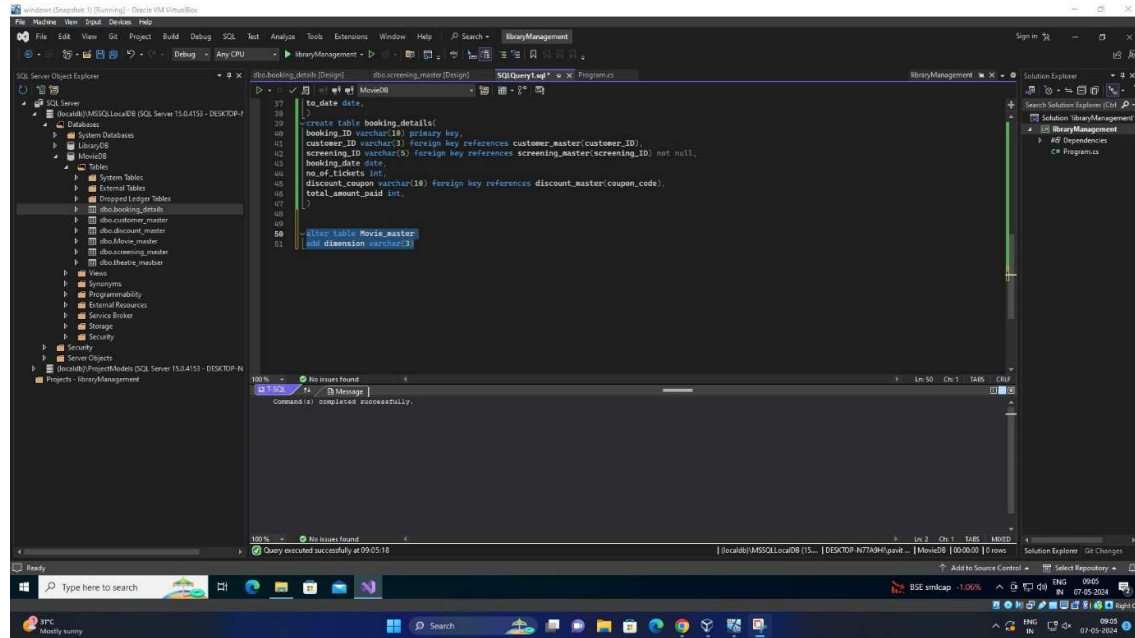 windows (Snapshot 1) [Running] - Oracle VM VirtualBox
File Machine View Input Devices Help
File Edit View Git Project Build Debug SQL Test Analyze Tools Extensions Window Help Search libraryManagement Sign in
Debug Any CPU libraryManagement
SQL Server Object Explorer
dbo.booking_details [Design] dbo.screening_master [Design] SQLQuery1.sql * Program.cs libraryManagement
Solution Explorer
MovieDB
Search Solution Explorer (Ctrl
Solution 'libraryManagement'
libraryManagement
Dependencies
C# Program.cs
SQL Server
(localdb)\MSSQLLocalDB (SQL Server 15.0.4153 - DESKTOP-
Databases
System Databases
LibraryDB
MovieDB
Tables
System Tables
External Tables
Dropped Ledger Tables
dbo.booking_details
dbo.customer_master
dbo.discount_master
dbo.Movie_master
dbo.screening_master
dbo.theatre_mastser
Views
Synonyms
Programmability
External Resources
Service Broker
Storage
Security
Security
Server Objects
(localdb)\ProjectModels (SQL Server 15.0.4153 - DESKTOP-N
Projects - libraryManagement
37 to_date date,
38 )
39 create table booking_details(
40 booking_ID varchar(10) primary key,
41 customer_ID varchar(3) foreign key references customer_master(customer_ID),
42 screening_ID varchar(5) foreign key references screening_master(screening_ID) not null,
43 booking_date date,
44 no_of_tickets int,
45 discount_coupon varchar(10) foreign key references discount_master(coupon_code),
46 total_amount_paid int,
47 )
48
49
50 alter table Movie_master
51 add dimension varchar(3)
100 % No issues found Ln: 50 Ch: 1 TABS CRLF
T-SQL Message
Command(s) completed successfully.
100 % No issues found Ln: 2 Ch: 1 TABS MIXED
Query executed successfully at 09:05:18 (localdb)\MSSQLLocalDB (15.... DESKTOP-N77A9H\pavit ... MovieDB 00:00:00 0 rows
Solution Explorer Git Changes
Ready Add to Source Control Select Repository
Type here to search BSE smlcap -1.06% ENG IN 09:05 07-05-2024
Right C
31°C
Mostly sunny
Search
ENG IN 09:05 07-05-2024